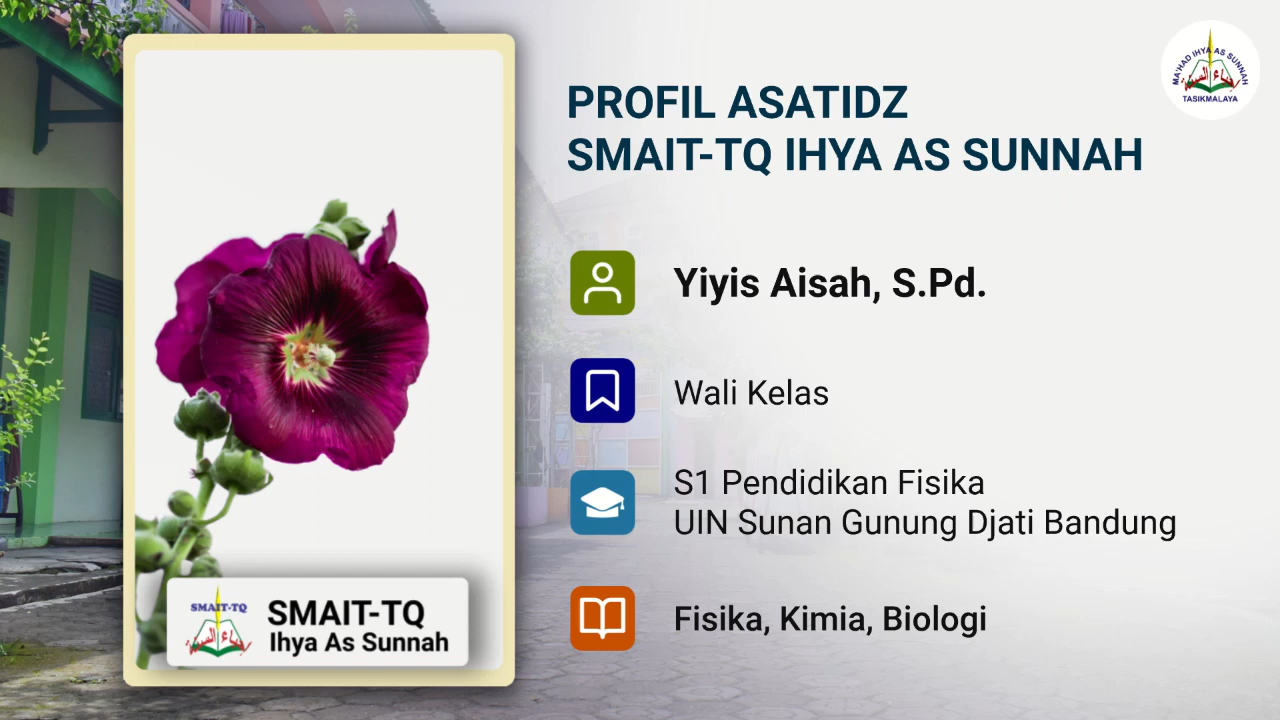 PROFIL ASATIDZ
SMAIT-TQ IHYA AS SUNNAH
MA'HAD IHYA AS SUNNAH
TASIKMALAYA
Yiyis Aisah, S.Pd.
Wali Kelas
S1 Pendidikan Fisika
UIN Sunan Gunung Djati Bandung
Fisika, Kimia, Biologi
SMAIT-TQ
SMAIT-TQ
Ihya As Sunnah